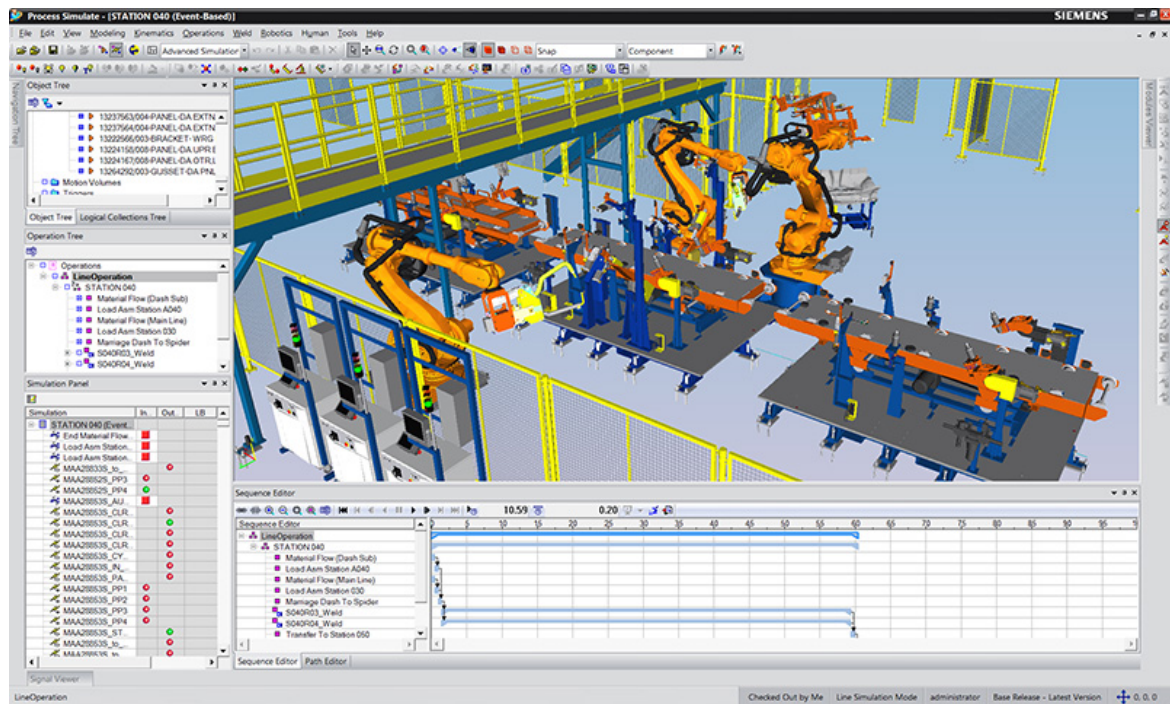 Process Simulate - [STATION 040 (Event-Based)]
SIEMENS
File Edit View Modeling Kinematics Operations Weld Robotics Human Tools Help
Advanced Simulator
Snap
Component
Navigation Tree
Object Tree
13237563/004-PANEL-DA EXTN
13237564/004-PANEL-DA EXTN
13222566/003-BRACKET- WRG
13224158/008-PANEL-DA UPR E
13224167/008-PANEL-DA OTR,L
13264292/003-GUSSET-DA PNL
Motion Volumes
Triggers
Object Tree Logical Collections Tree
Operation Tree
Operations
LineOperation
STATION 040
Material Flow (Dash Sub)
Load Asm Station A040
Material Flow (Main Line)
Load Asm Station 030
Marriage Dash To Spider
S040R03_Weld
S040R04_Weld
Simulation Panel
Simulation In... Out... LB
STATION 040 (Event...
End Material Flow...
Load Asm Station...
Load Asm Station...
MAA28833S_to_...
MAA28852S_PP3
MAA28852S_PP4
MAA28853S_AU...
MAA28853S_CLR...
MAA28853S_CLR...
MAA28853S_CLR...
MAA28853S_CLR...
MAA28853S_CY...
MAA28853S_IN_...
MAA28853S_PA...
MAA28853S_PP1
MAA28853S_PP2
MAA28853S_PP3
MAA28853S_PP4
MAA28853S_ST...
MAA28853S_to_...
Signal Viewer
Modules Viewer
Sequence Editor
10.59 0.20
Sequence Editor 0 5 10 15 20 25 30 35 40 45 50 55 60 65 70 75 80 85 90 95
LineOperation
STATION 040
Material Flow (Dash Sub)
Load Asm Station A040
Material Flow (Main Line)
Load Asm Station 030
Marriage Dash To Spider
S040R03_Weld
S040R04_Weld
Transfer To Station 050
Sequence Editor Path Editor
LineOperation
Checked Out by Me Line Simulation Mode administrator Base Release - Latest Version 0, 0, 0